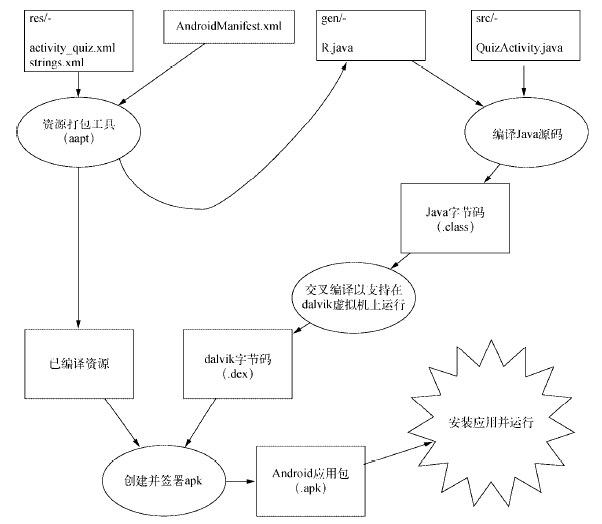 res/-
activity_quiz.xml
strings.xml
AndroidManifest.xml
gen/-
R.java
src/-
QuizActivity.java
资源打包工具
（aapt）
编译Java源码
Java字节码
（.class）
交叉编译以支持在
dalvik虚拟机上运行
已编译资源
dalvik字节码
（.dex）
安装应用并运行
创建并签署apk
Android应用包
（.apk）